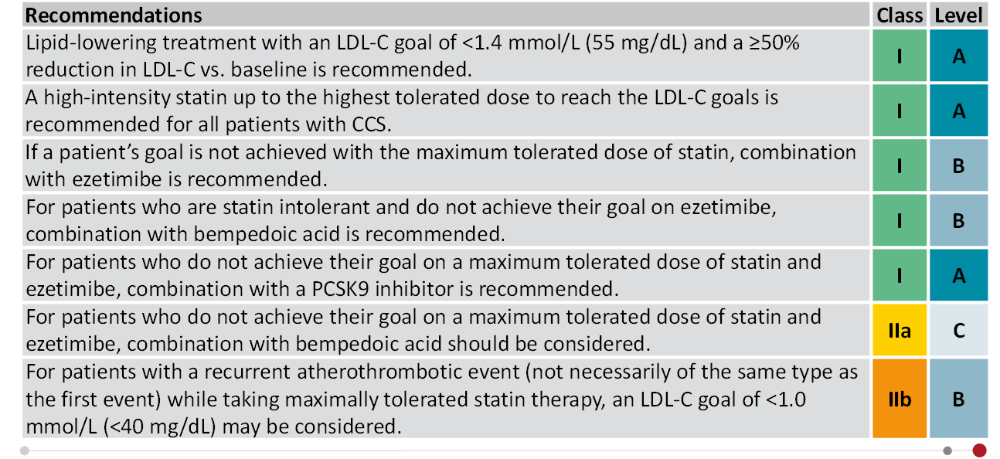 Recommendations Class Level
Lipid-lowering treatment with an LDL-C goal of <1.4 mmol/L (55 mg/dL) and a ≥50%
reduction in LDL-C vs. baseline is recommended.
I A
A high-intensity statin up to the highest tolerated dose to reach the LDL-C goals is
recommended for all patients with CCS.
I A
If a patient’s goal is not achieved with the maximum tolerated dose of statin, combination
with ezetimibe is recommended.
I B
For patients who are statin intolerant and do not achieve their goal on ezetimibe,
combination with bempedoic acid is recommended.
I B
For patients who do not achieve their goal on a maximum tolerated dose of statin and
ezetimibe, combination with a PCSK9 inhibitor is recommended.
I A
For patients who do not achieve their goal on a maximum tolerated dose of statin and
ezetimibe, combination with bempedoic acid should be considered.
IIa C
For patients with a recurrent atherothrombotic event (not necessarily of the same type as
the first event) while taking maximally tolerated statin therapy, an LDL-C goal of <1.0
mmol/L (<40 mg/dL) may be considered.
IIb B